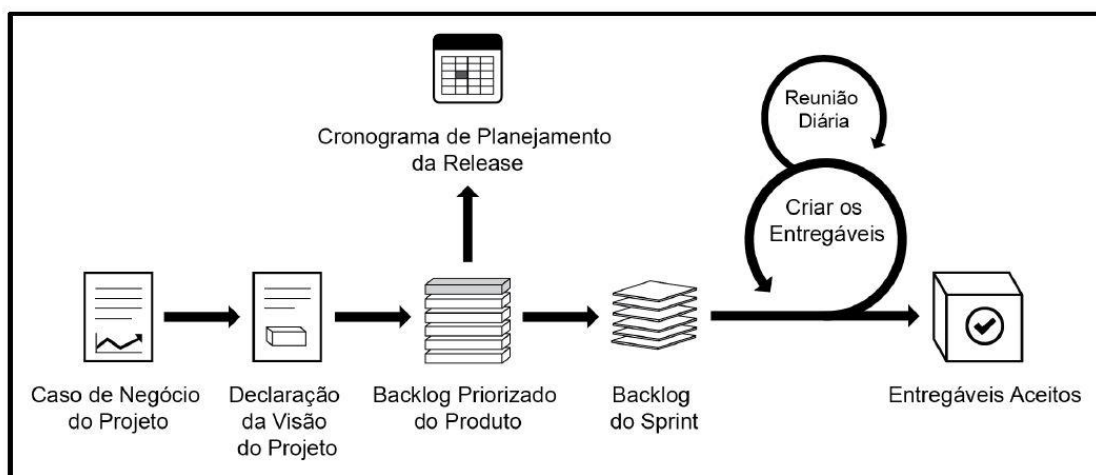 Cronograma de Planejamento
da Release
Reunião
Diária
Criar os
Entregáveis
Caso de Negócio
do Projeto
Declaração
da Visão
do Projeto
Backlog Priorizado
do Produto
Backlog
do Sprint
Entregáveis Aceitos